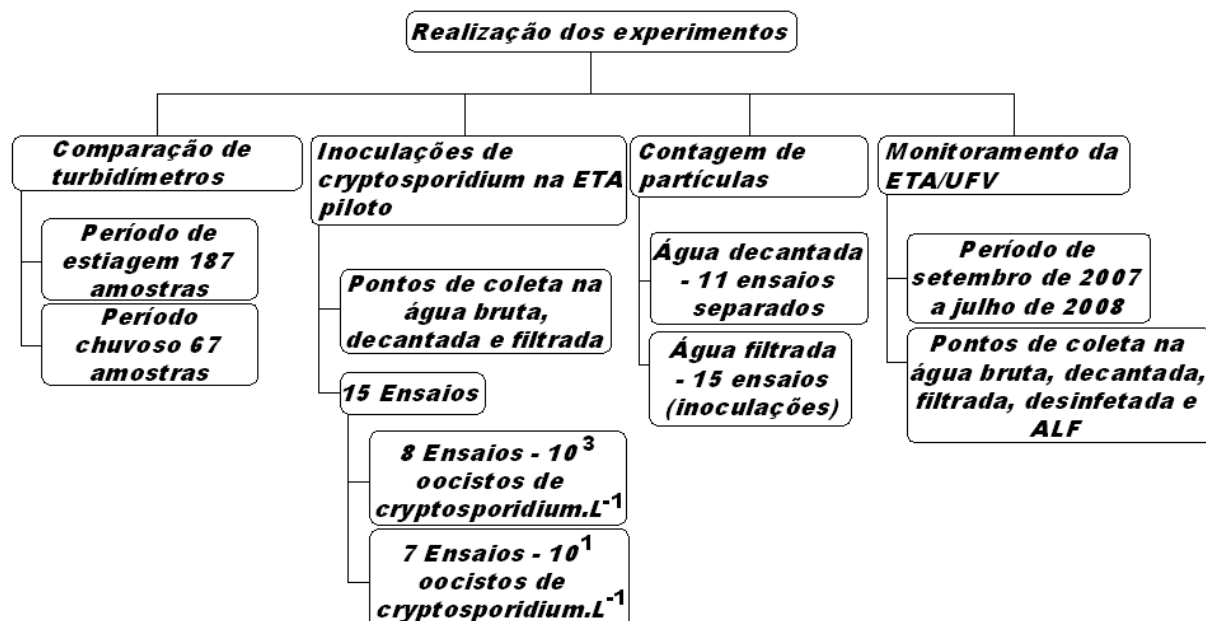 Realização dos experimentos
Comparação de
turbidímetros
Período de
estiagem 187
amostras
Período
chuvoso 67
amostras
Inoculações de
cryptosporidium na ETA
piloto
Pontos de coleta na
água bruta,
decantada e filtrada
15 Ensaios
8 Ensaios - 10³
oocistos de
cryptosporidium.L⁻¹
7 Ensaios - 10¹
oocistos de
cryptosporidium.L⁻¹
Contagem de
partículas
Água decantada
- 11 ensaios
separados
Água filtrada
- 15 ensaios
(inoculações)
Monitoramento da
ETA/UFV
Período de
setembro de 2007
a julho de 2008
Pontos de coleta na
água bruta, decantada,
filtrada, desinfetada e
ALF